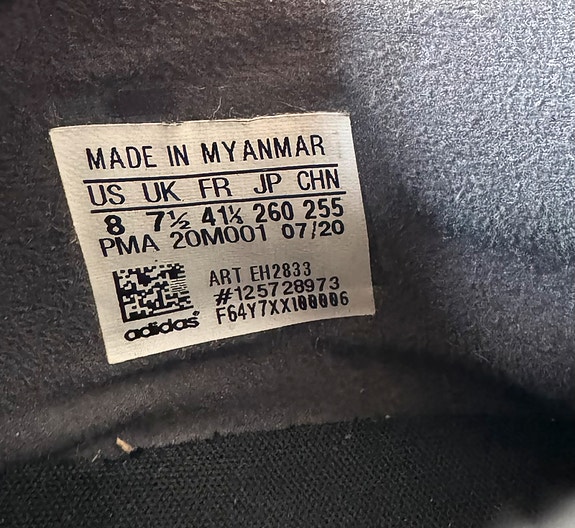 MADE IN MYANMAR
US UK FR JP CHN
8 7½ 41⅓ 260 255
PMA 20M001 07/20
ART EH2833
#125728973
F64Y7XX100006
adidas